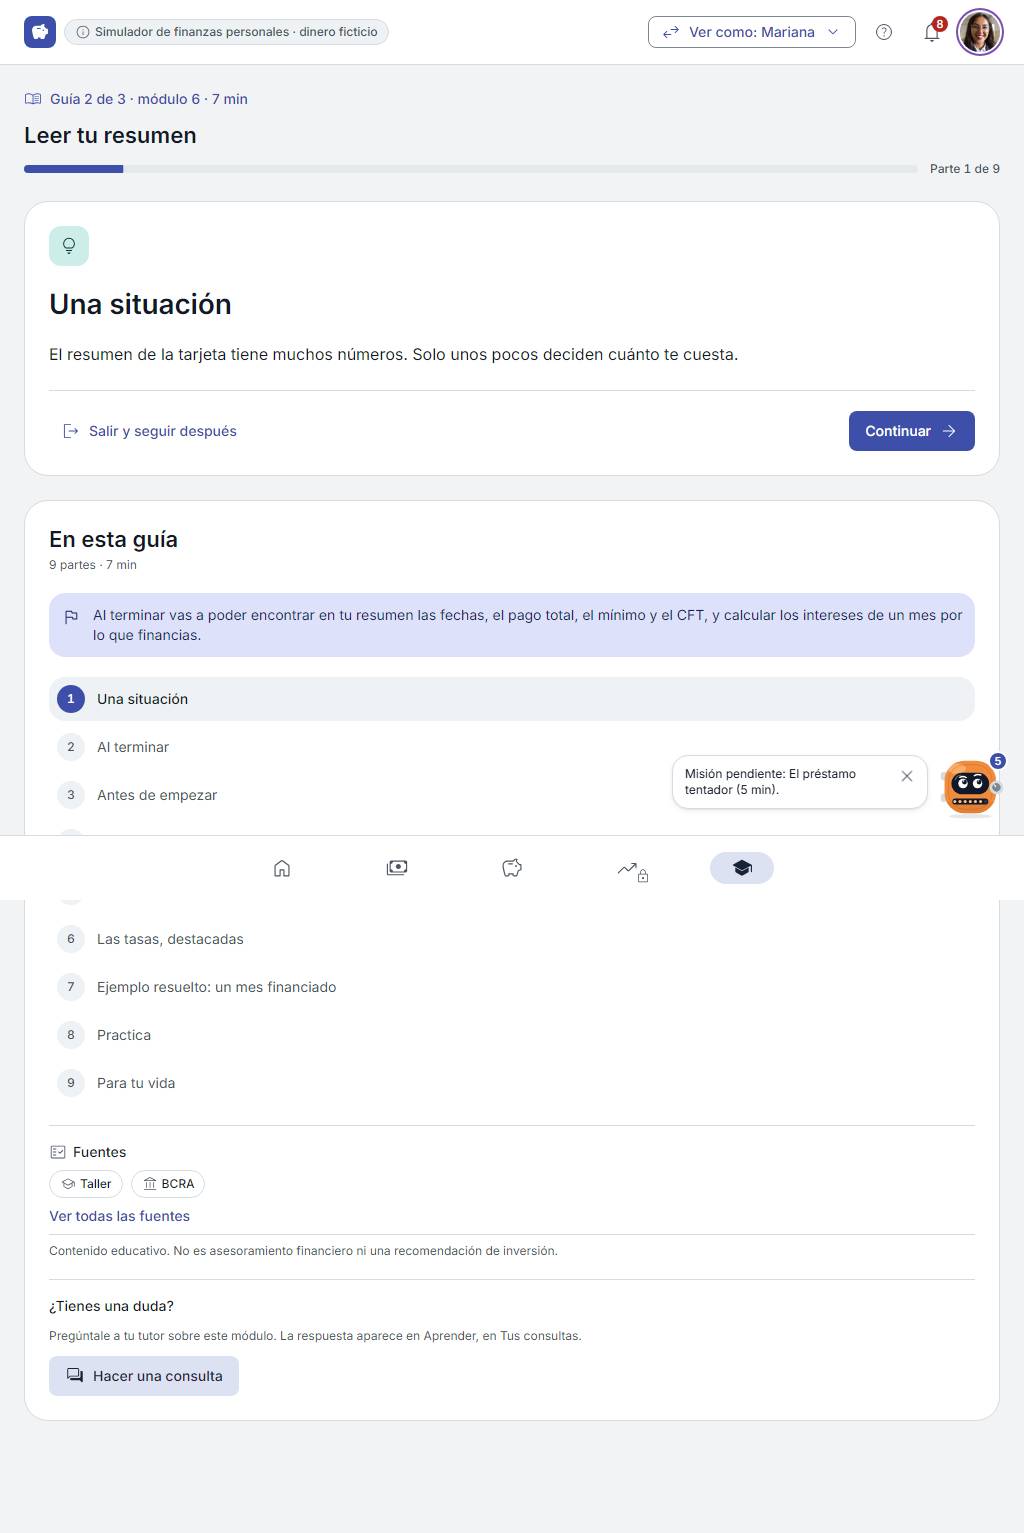 Simulador de finanzas personales · dinero ficticio
Ver como: Mariana
8
Guía 2 de 3 · módulo 6 · 7 min
Leer tu resumen
Parte 1 de 9
Una situación
El resumen de la tarjeta tiene muchos números. Solo unos pocos deciden cuánto te cuesta.
Salir y seguir después
Continuar
En esta guía
9 partes · 7 min
Al terminar vas a poder encontrar en tu resumen las fechas, el pago total, el mínimo y el CFT, y calcular los intereses de un mes por
lo que financias.
1 Una situación
2 Al terminar
3 Antes de empezar
Misión pendiente: El préstamo
tentador (5 min).
5
6 Las tasas, destacadas
7 Ejemplo resuelto: un mes financiado
8 Practica
9 Para tu vida
Fuentes
Taller
BCRA
Ver todas las fuentes
Contenido educativo. No es asesoramiento financiero ni una recomendación de inversión.
¿Tienes una duda?
Pregúntale a tu tutor sobre este módulo. La respuesta aparece en Aprender, en Tus consultas.
Hacer una consulta